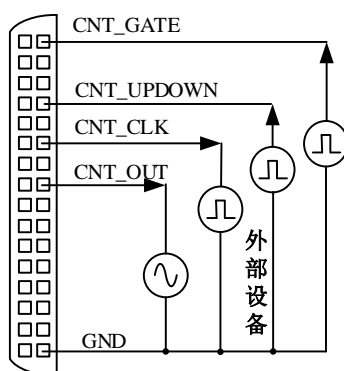 CNT_GATE
CNT_UPDOWN
CNT_CLK
CNT_OUT
外部设备
GND